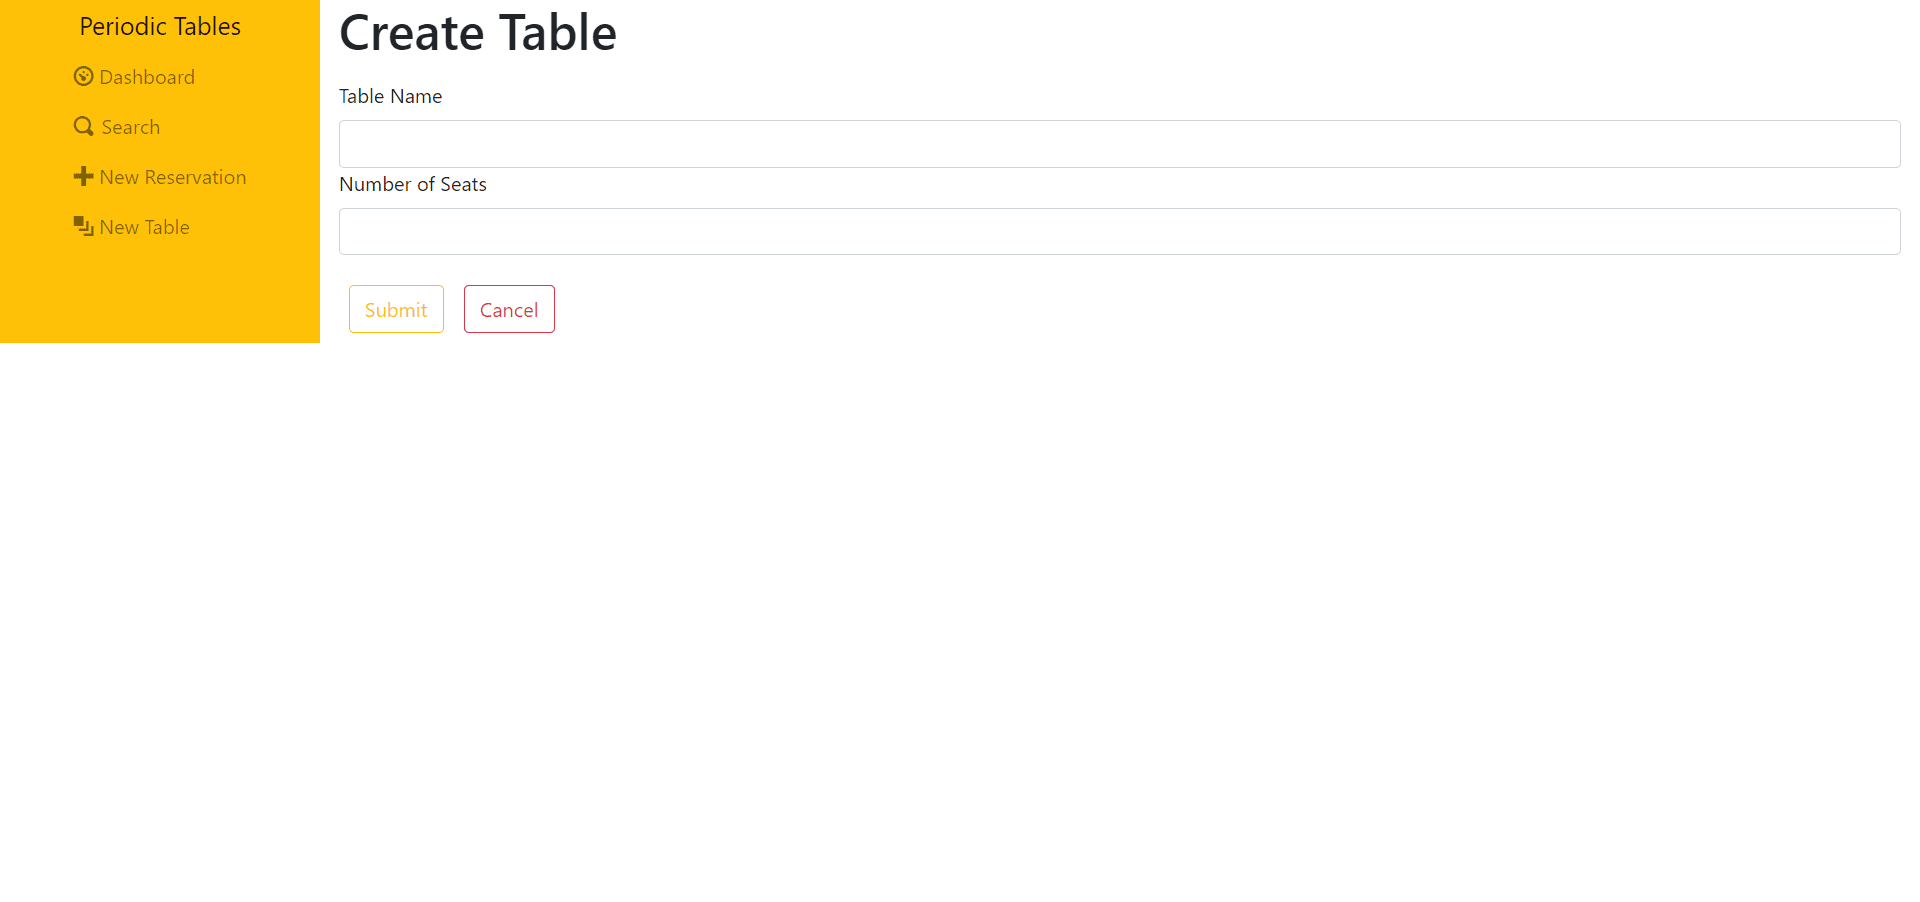 Periodic Tables
Dashboard
Search
New Reservation
New Table
Create Table
Table Name
Number of Seats
Submit Cancel